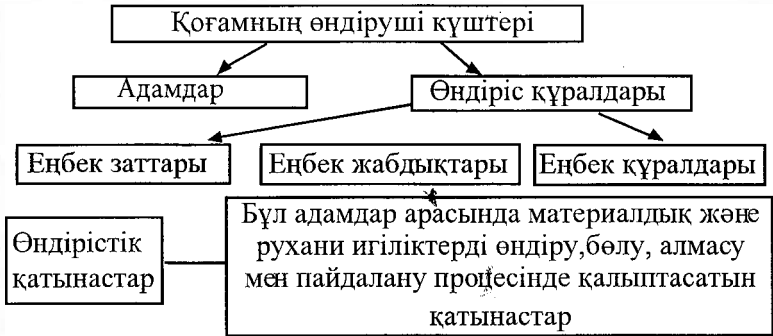 Қоғамның өндіруші күштері
Адамдар
Өндіріс құралдары
Еңбек заттары
Еңбек жабдықтары
Еңбек құралдары
Өндірістік
қатынастар
Бұл адамдар арасында материалдық және
рухани игіліктерді өндіру,бөлу, алмасу
мен пайдалану процесінде қалыптасатын
қатынастар